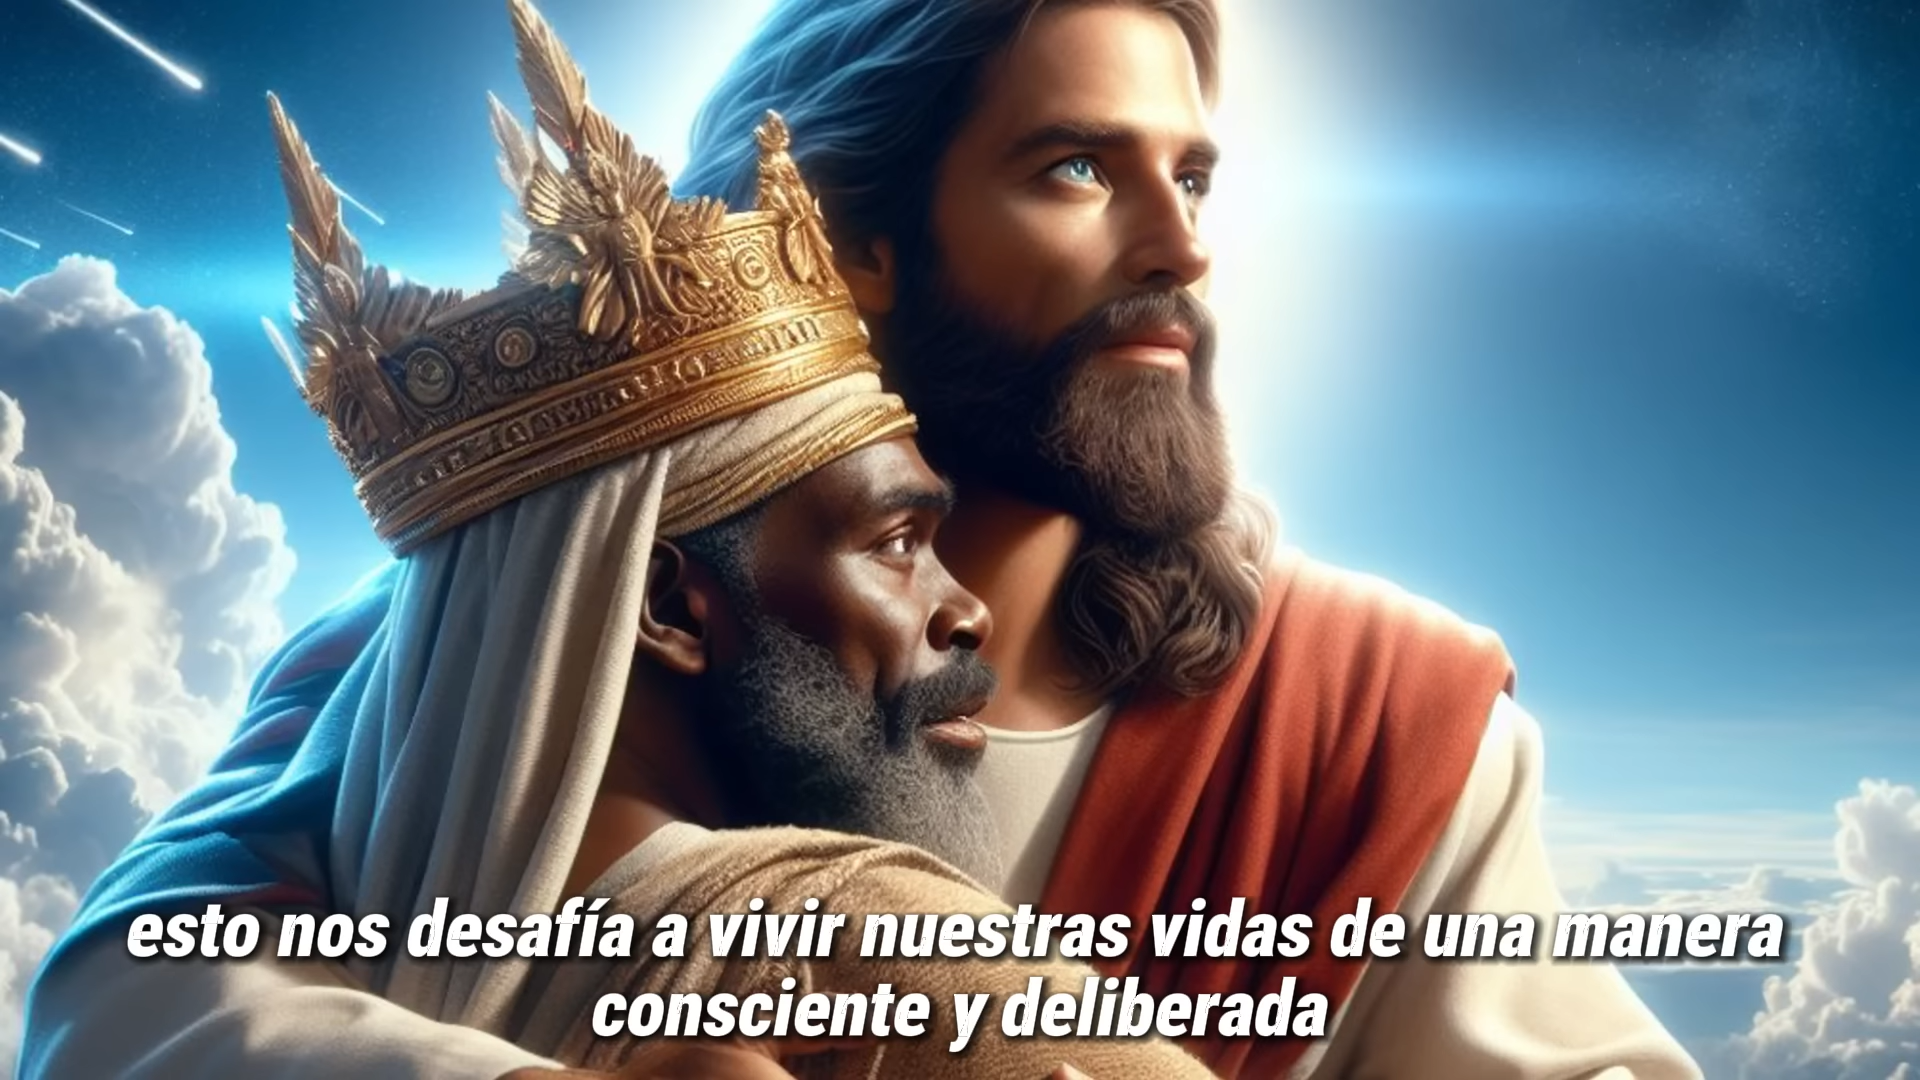 esto nos desafía a vivir nuestras vidas de una manera
consciente y deliberada